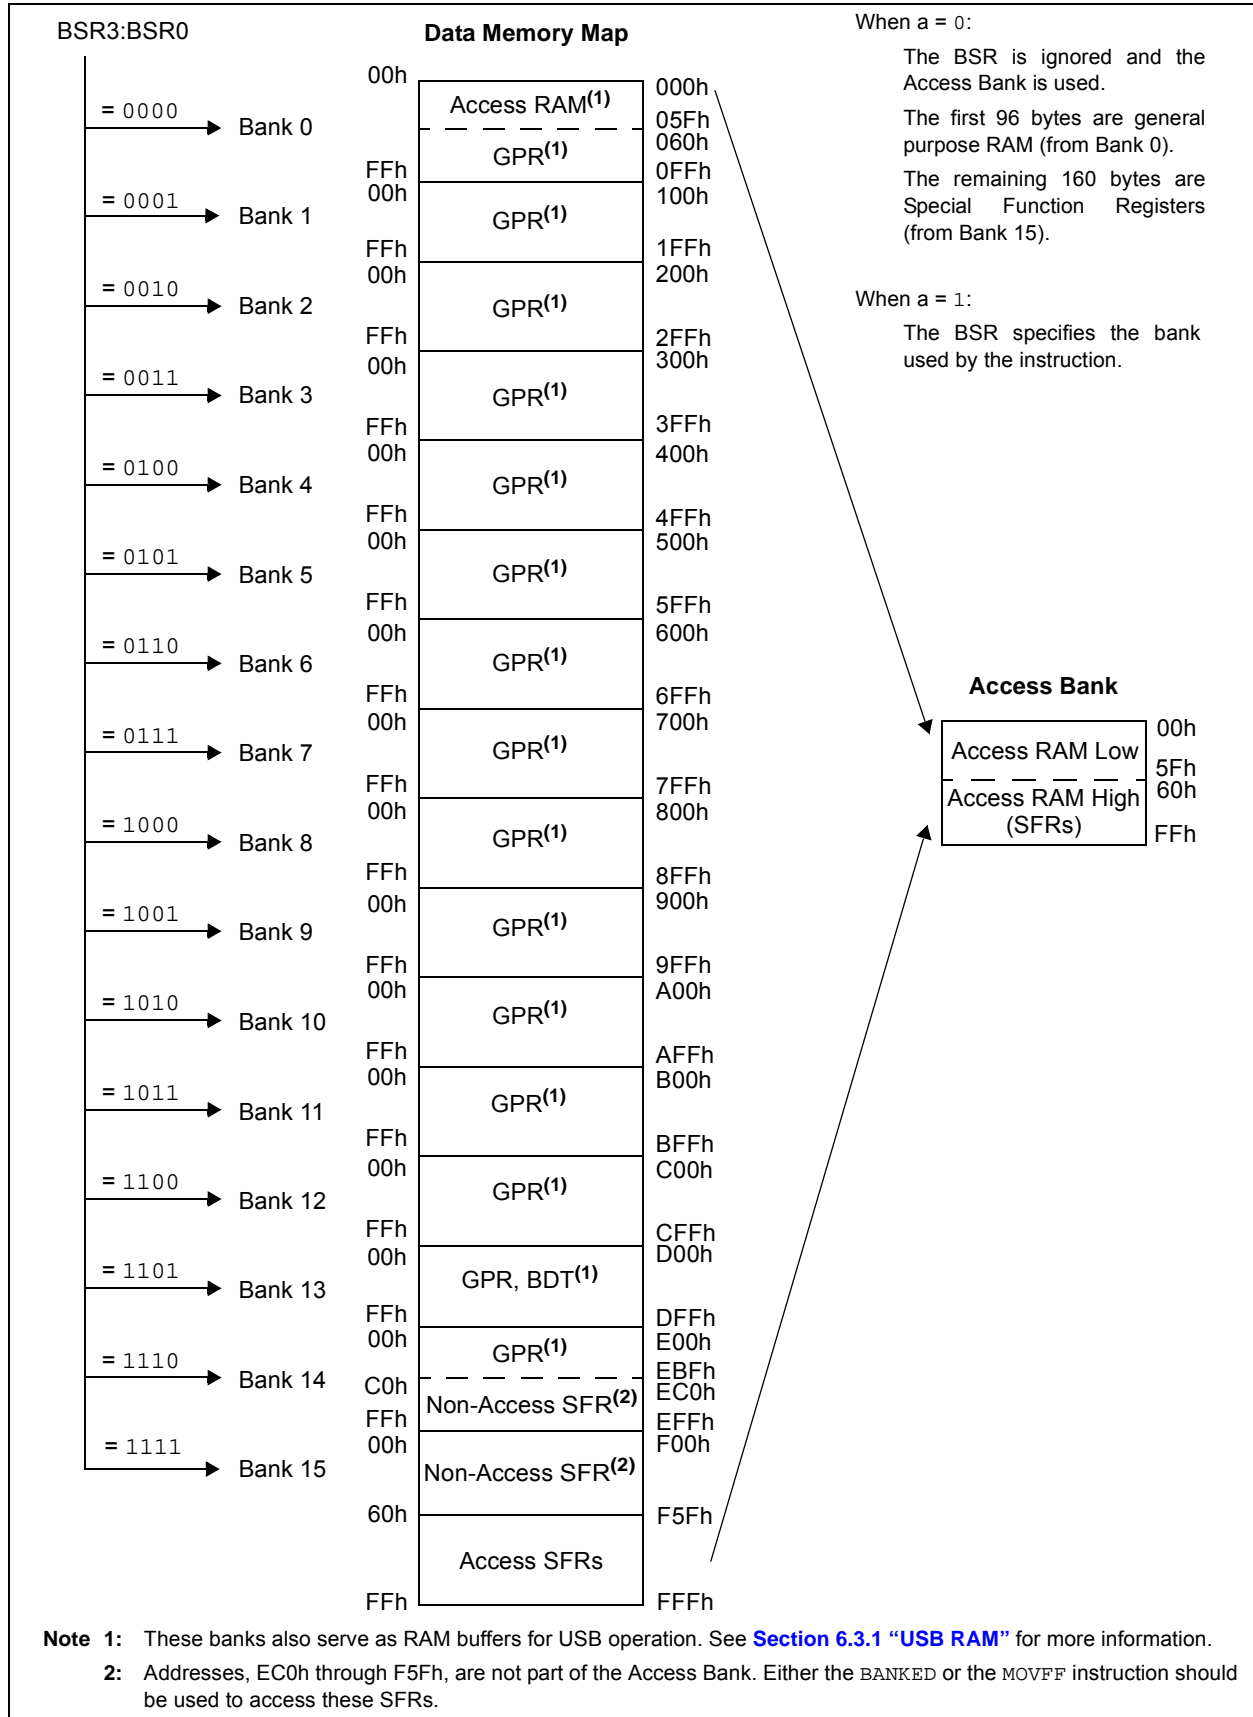 BSR3:BSR0
Data Memory Map
When a = 0:
The BSR is ignored and the
Access Bank is used.
The first 96 bytes are general
purpose RAM (from Bank 0).
The remaining 160 bytes are
Special Function Registers
(from Bank 15).
When a = 1:
The BSR specifies the bank
used by the instruction.
= 0000
Bank 0
00h
Access RAM(1)
000h
05Fh
060h
GPR(1)
FFh
0FFh
= 0001
Bank 1
00h
100h
GPR(1)
FFh
1FFh
= 0010
Bank 2
00h
200h
GPR(1)
FFh
2FFh
= 0011
Bank 3
00h
300h
GPR(1)
FFh
3FFh
= 0100
Bank 4
00h
400h
GPR(1)
FFh
4FFh
= 0101
Bank 5
00h
500h
GPR(1)
FFh
5FFh
= 0110
Bank 6
00h
600h
GPR(1)
FFh
6FFh
= 0111
Bank 7
00h
700h
GPR(1)
FFh
7FFh
= 1000
Bank 8
00h
800h
GPR(1)
FFh
8FFh
= 1001
Bank 9
00h
900h
GPR(1)
FFh
9FFh
= 1010
Bank 10
00h
A00h
GPR(1)
FFh
AFFh
= 1011
Bank 11
00h
B00h
GPR(1)
FFh
BFFh
= 1100
Bank 12
00h
C00h
GPR(1)
FFh
CFFh
= 1101
Bank 13
00h
D00h
GPR, BDT(1)
FFh
DFFh
= 1110
Bank 14
00h
E00h
GPR(1)
EBFh
C0h
EC0h
Non-Access SFR(2)
FFh
EFFh
= 1111
Bank 15
00h
F00h
Non-Access SFR(2)
60h
F5Fh
Access SFRs
FFh
FFFh
Access Bank
Access RAM Low
00h
5Fh
Access RAM High
(SFRs)
60h
FFh
Note 1: These banks also serve as RAM buffers for USB operation. See Section 6.3.1 “USB RAM” for more information.
2: Addresses, EC0h through F5Fh, are not part of the Access Bank. Either the BANKED or the MOVFF instruction should
be used to access these SFRs.